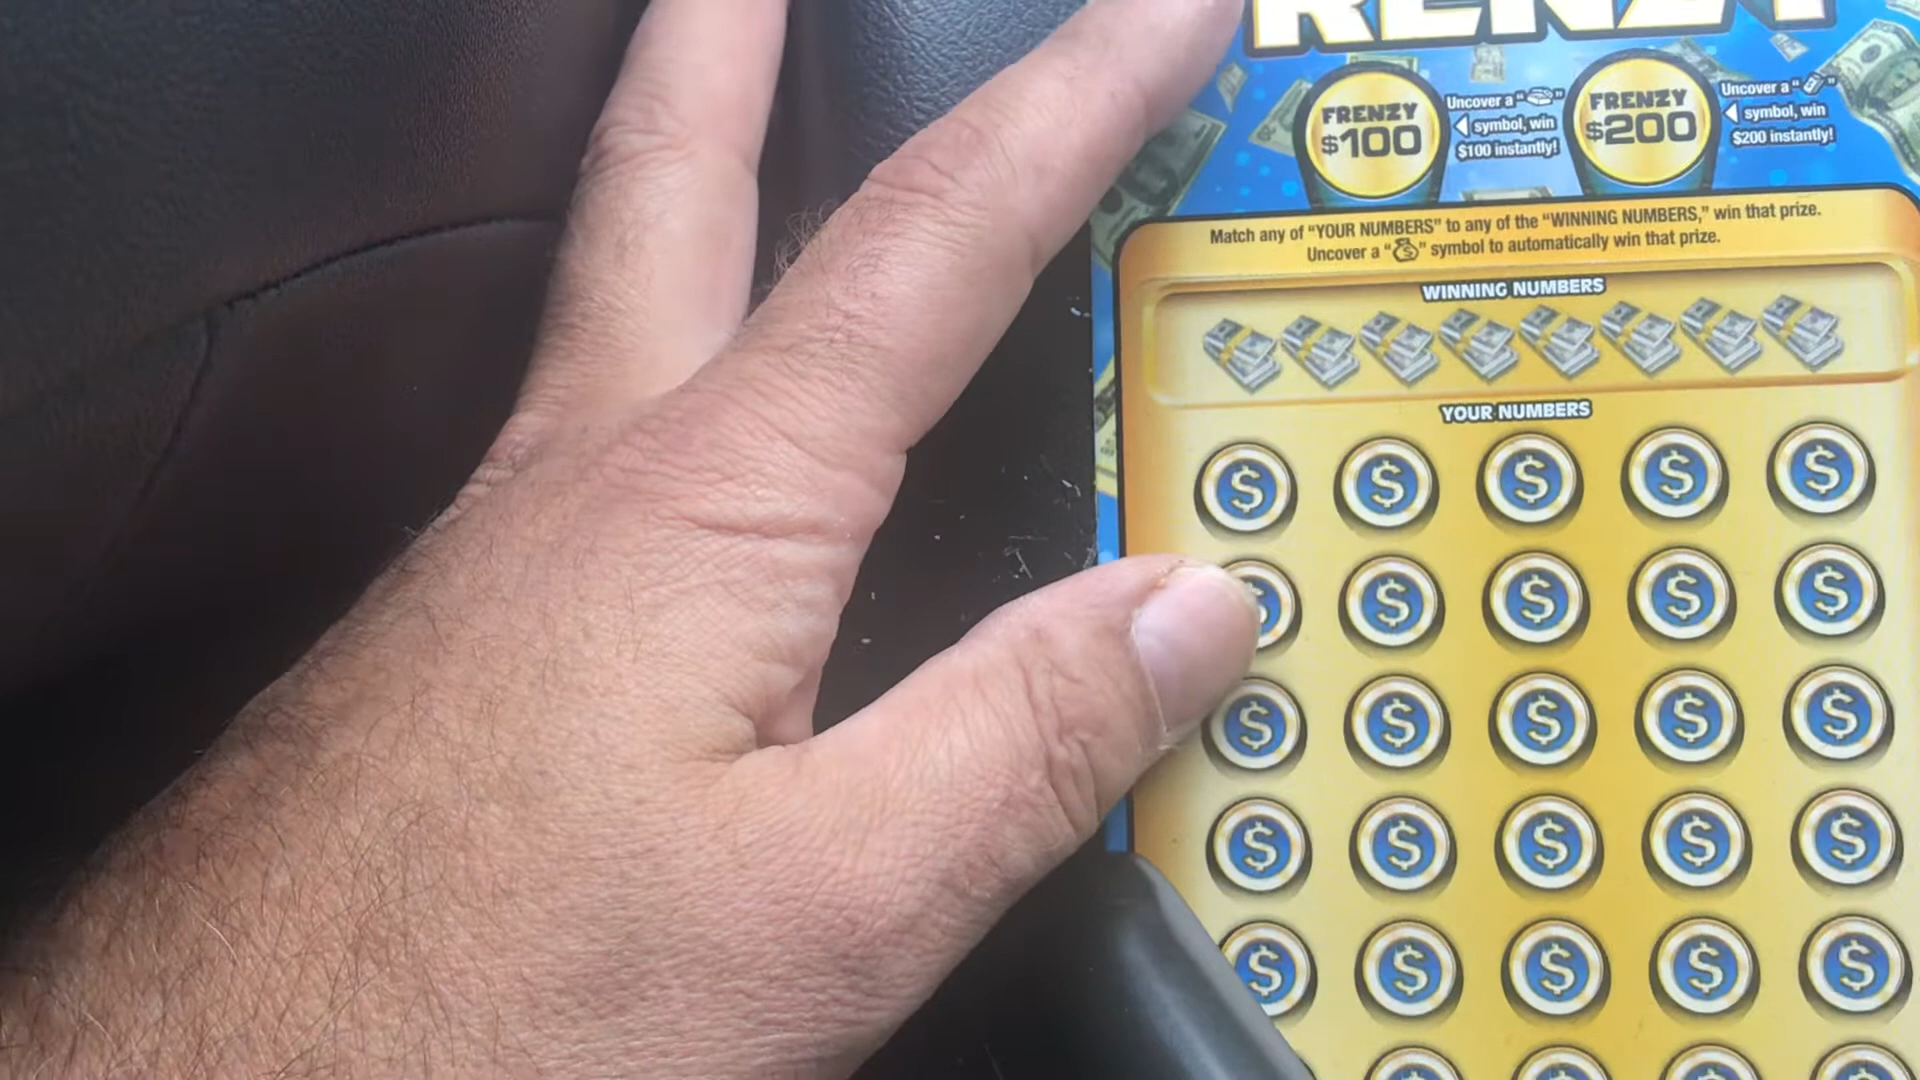 RENZY
FRENZY
$100
Uncover a " "
symbol, win
$100 instantly!
FRENZY
$200
Uncover a " "
symbol, win
$200 instantly!
Match any of "YOUR NUMBERS" to any of the "WINNING NUMBERS," win that prize.
Uncover a " " symbol to automatically win that prize.
WINNING NUMBERS
YOUR NUMBERS
$ $ $ $ $
$ $ $ $ $
$ $ $ $ $
$ $ $ $ $
$ $ $ $ $